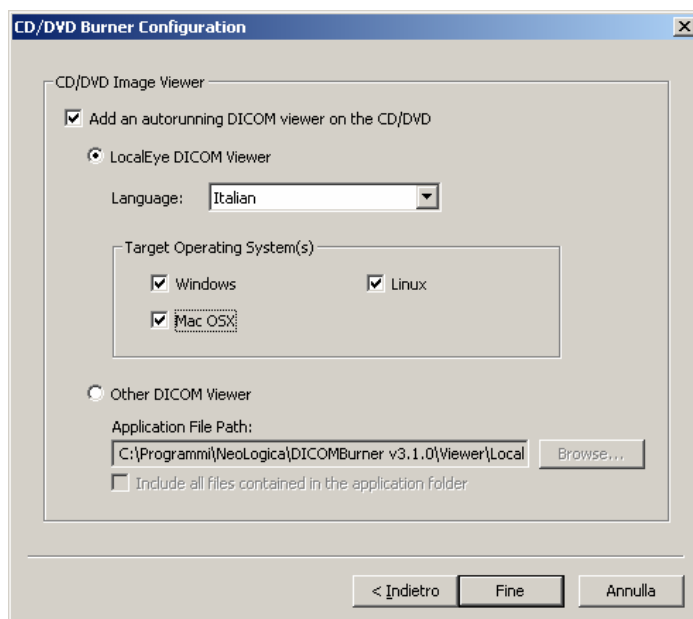 CD/DVD Burner Configuration
CD/DVD Image Viewer
Add an autorunning DICOM viewer on the CD/DVD
LocalEye DICOM Viewer
Language: Italian
Target Operating System(s)
Windows Linux
Mac OSX
Other DICOM Viewer
Application File Path:
C:\Programmi\NeoLogica\DICOMBurner v3.1.0\Viewer\Local Browse...
Include all files contained in the application folder
< Indietro Fine Annulla